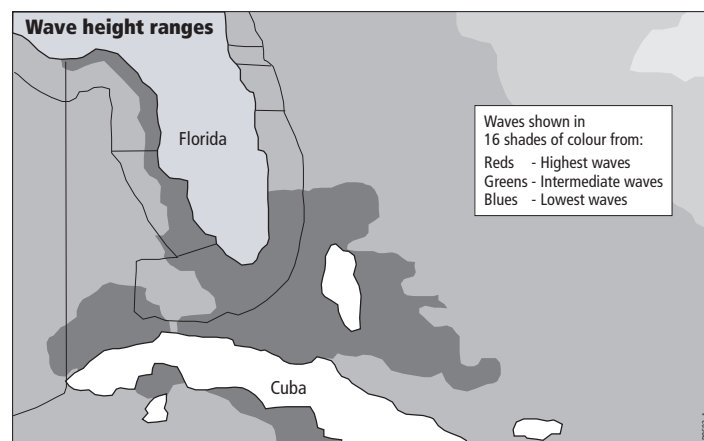 Wave height ranges
Florida
Waves shown in
16 shades of colour from:
Reds - Highest waves
Greens - Intermediate waves
Blues - Lowest waves
Cuba